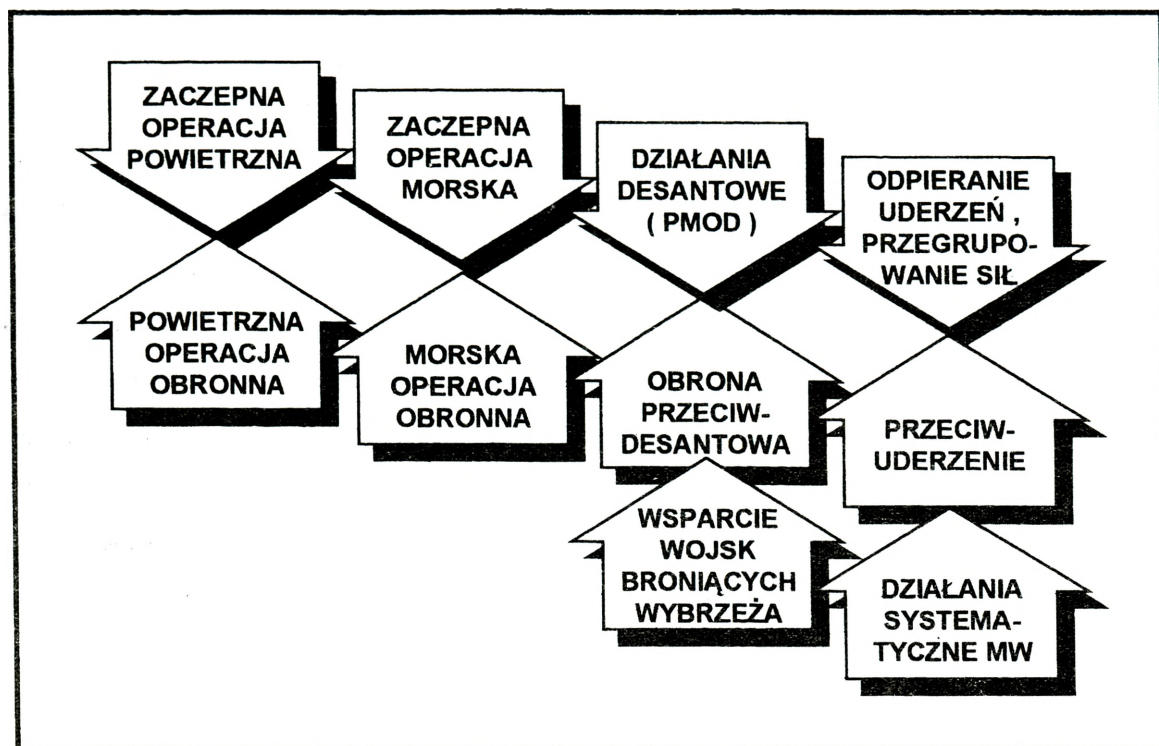 ZACZEPNA
OPERACJA
POWIETRZNA
ZACZEPNA
OPERACJA
MORSKA
DZIAŁANIA
DESANTOWE
( PMOD )
ODPIERANIE
UDERZEŃ ,
PRZEGRUPO-
WANIE SIŁ
POWIETRZNA
OPERACJA
OBRONNA
MORSKA
OPERACJA
OBRONNA
OBRONA
PRZECIW-
DESANTOWA
PRZECIW-
UDERZENIE
WSPARCIE
WOJSK
BRONIĄCYCH
WYBRZEŻA
DZIAŁANIA
SYSTEMA-
TYCZNE MW